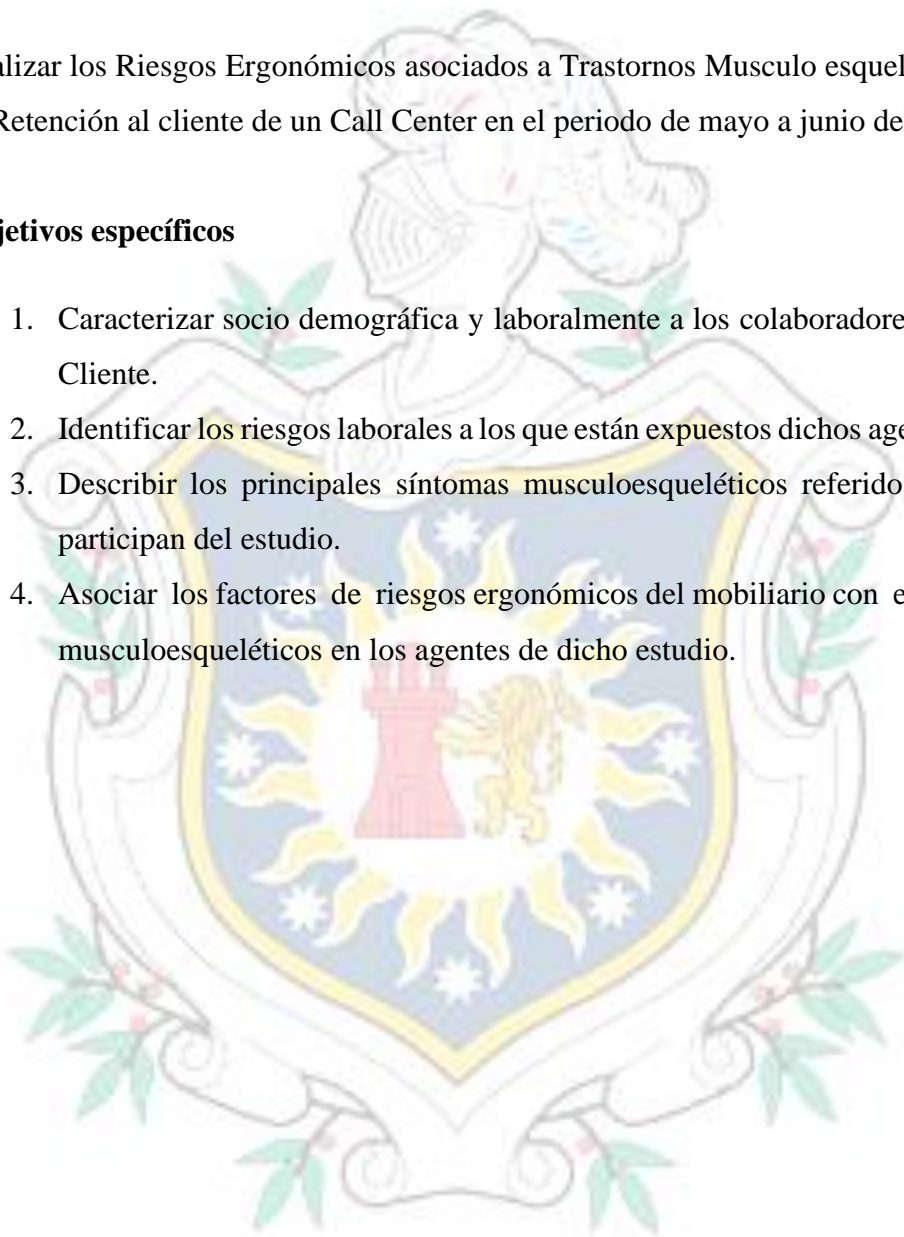 alizar los Riesgos Ergonómicos asociados a Trastornos Musculo esquel
Retención al cliente de un Call Center en el periodo de mayo a junio de
jetivos específicos
1. Caracterizar socio demográfica y laboralmente a los colaboradore
Cliente.
2. Identificar los riesgos laborales a los que están expuestos dichos age
3. Describir los principales síntomas musculoesqueléticos referido
participan del estudio.
4. Asociar los factores de riesgos ergonómicos del mobiliario con e
musculoesqueléticos en los agentes de dicho estudio.